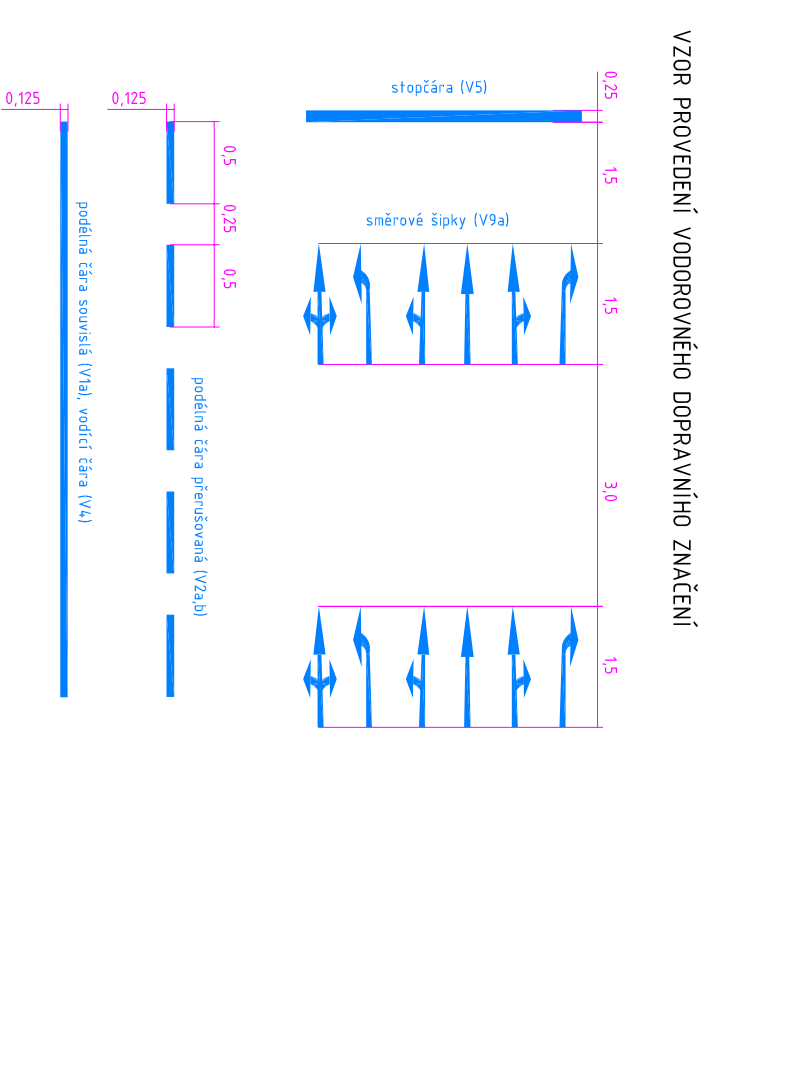 VZOR PROVEDENÍ VODOROVNÉHO DOPRAVNÍHO ZNAČENÍ
stopčára (V5)
0,25
1,5
směrové šipky (V9a)
1,5
3,0
1,5
0,125
0,5
0,25
0,5
podélná čára přerušovaná (V2a,b)
0,125
podélná čára souvislá (V1a), vodící čára (V4)